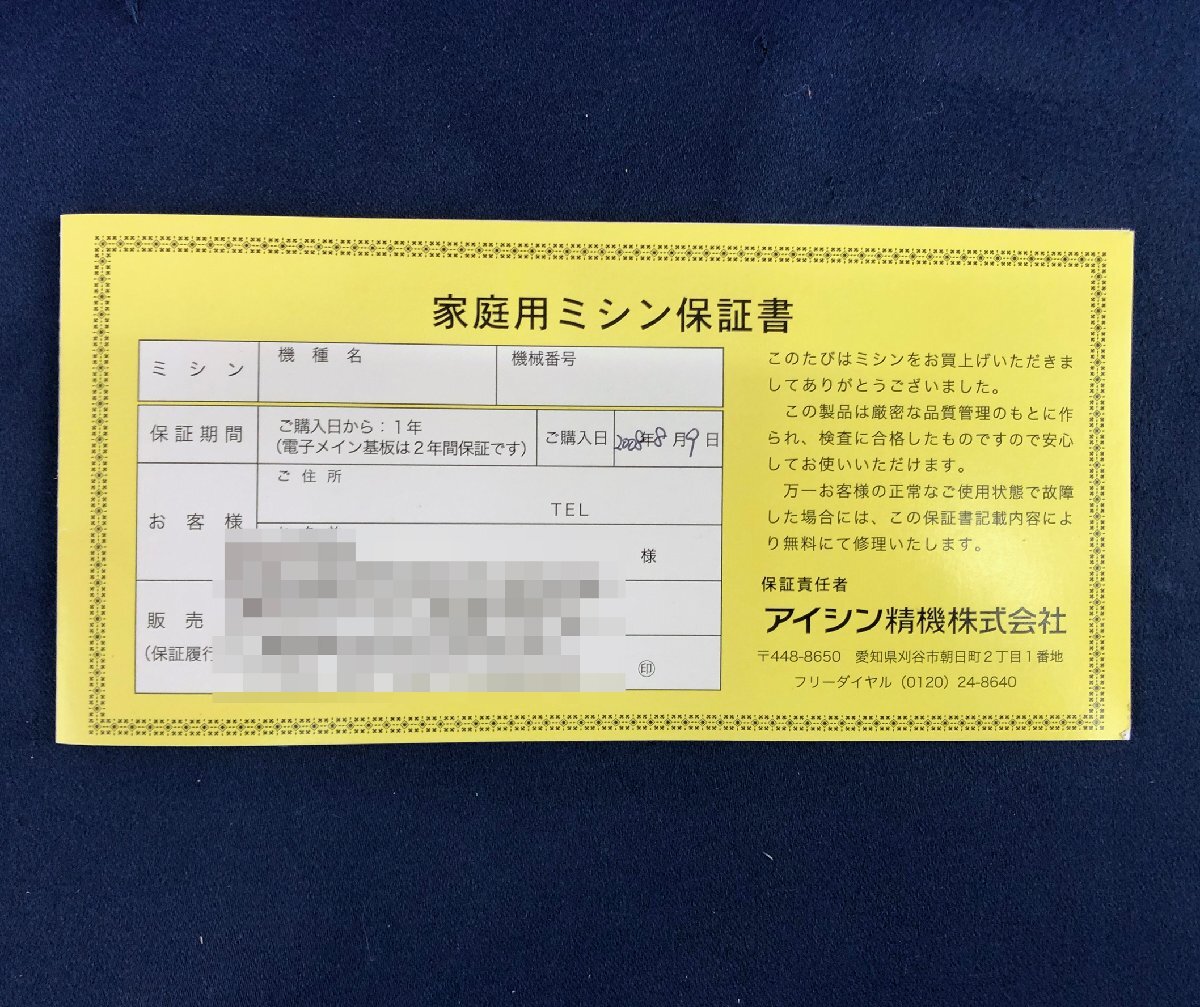 家庭用ミシン保証書
ミシン
機種名
機械番号
保証期間
ご購入日から：1年
（電子メイン基板は2年間保証です）
ご購入日
2008年8月9日
お客様
ご住所
TEL
様
販売
（保証履行
印
このたびはミシンをお買上げいただきま
してありがとうございました。
この製品は厳密な品質管理のもとに作
られ、検査に合格したものですので安心
してお使いいただけます。
万一お客様の正常なご使用状態で故障
した場合には、この保証書記載内容によ
り無料にて修理いたします。
保証責任者
アイシン精機株式会社
〒448-8650　愛知県刈谷市朝日町2丁目1番地
フリーダイヤル（0120）24-8640